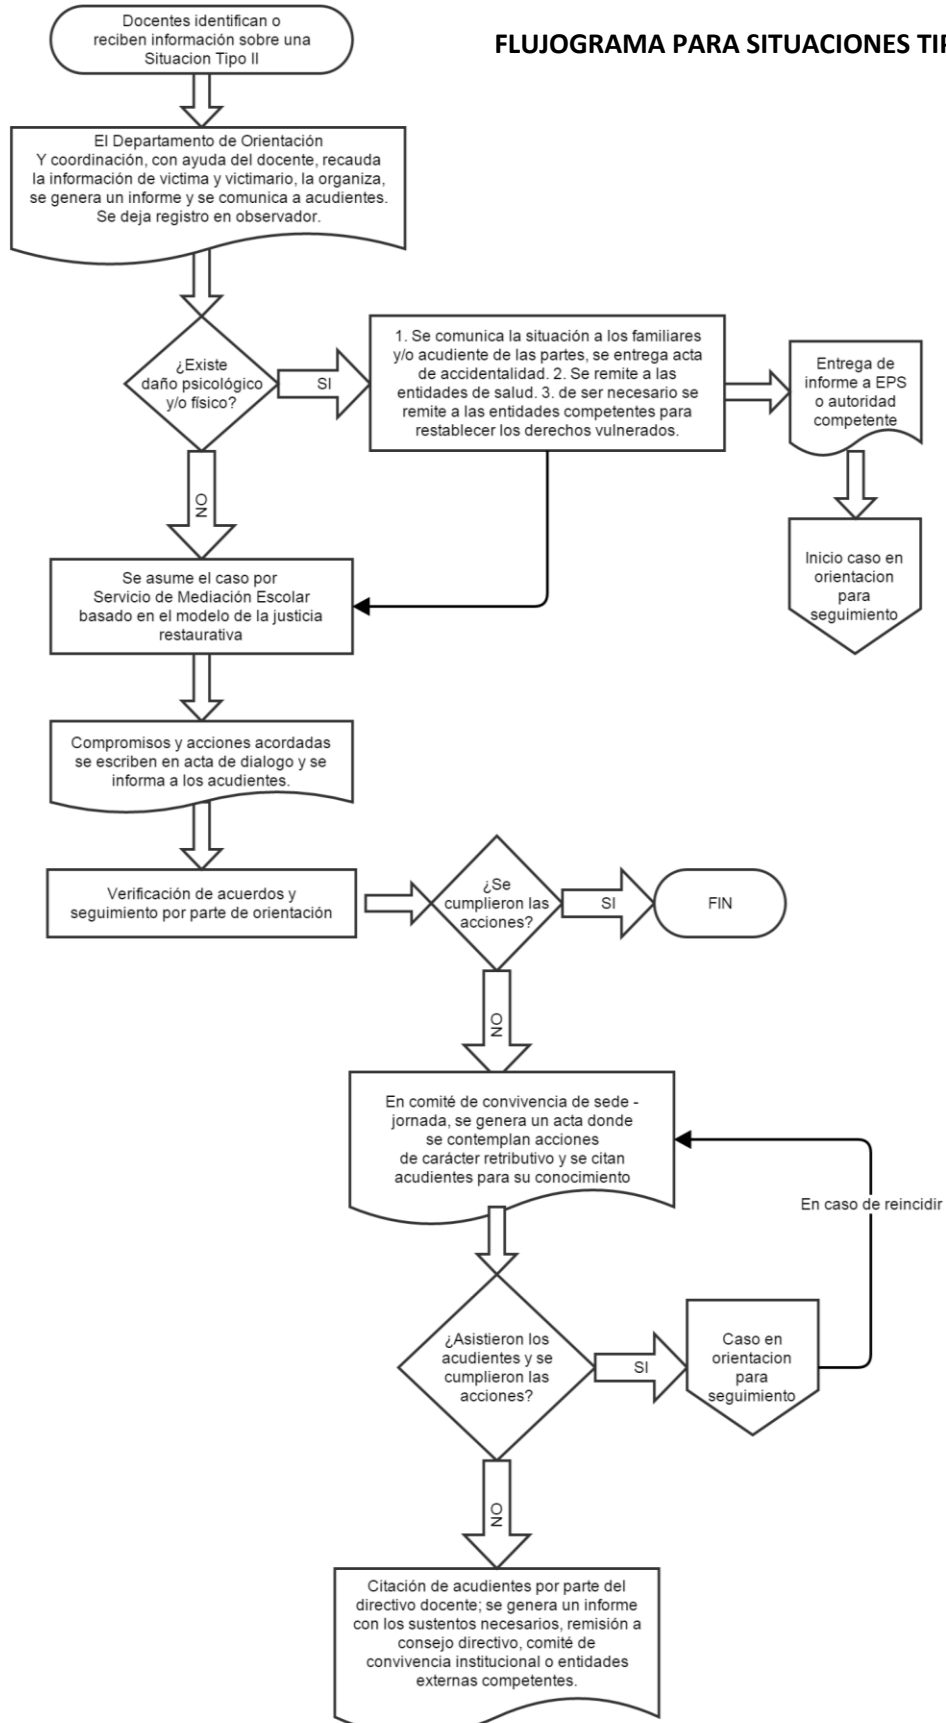 FLUJOGRAMA PARA SITUACIONES TIP
Docentes identifican o
reciben información sobre una
Situacion Tipo II
El Departamento de Orientación
Y coordinación, con ayuda del docente, recauda
la información de victima y victimario, la organiza,
se genera un informe y se comunica a acudientes.
Se deja registro en observador.
¿Existe
daño psicológico
y/o físico?
SI
1. Se comunica la situación a los familiares
y/o acudiente de las partes, se entrega acta
de accidentalidad. 2. Se remite a las
entidades de salud. 3. de ser necesario se
remite a las entidades competentes para
restablecer los derechos vulnerados.
Entrega de
informe a EPS
o autoridad
competente
Inicio caso en
orientacion
para
seguimiento
NO
Se asume el caso por
Servicio de Mediación Escolar
basado en el modelo de la justicia
restaurativa
Compromisos y acciones acordadas
se escriben en acta de dialogo y se
informa a los acudientes.
Verificación de acuerdos y
seguimiento por parte de orientación
¿Se
cumplieron las
acciones?
SI
FIN
NO
En comité de convivencia de sede -
jornada, se genera un acta donde
se contemplan acciones
de carácter retributivo y se citan
acudientes para su conocimiento
En caso de reincidir
¿Asistieron los
acudientes y se
cumplieron las
acciones?
SI
Caso en
orientacion
para
seguimiento
NO
Citación de acudientes por parte del
directivo docente; se genera un informe
con los sustentos necesarios, remisión a
consejo directivo, comité de
convivencia institucional o entidades
externas competentes.